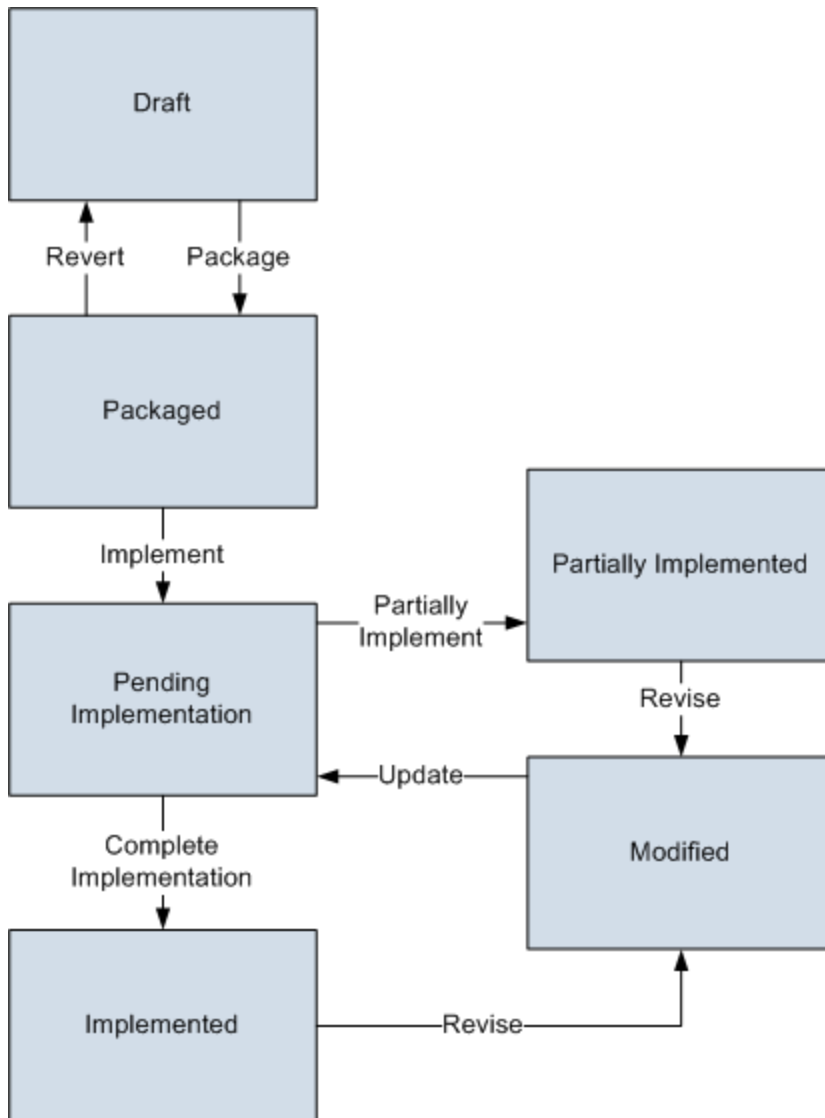 Draft
Revert
Package
Packaged
Implement
Partially Implemented
Partially
Implement
Pending
Implementation
Revise
Update
Modified
Complete
Implementation
Implemented
Revise